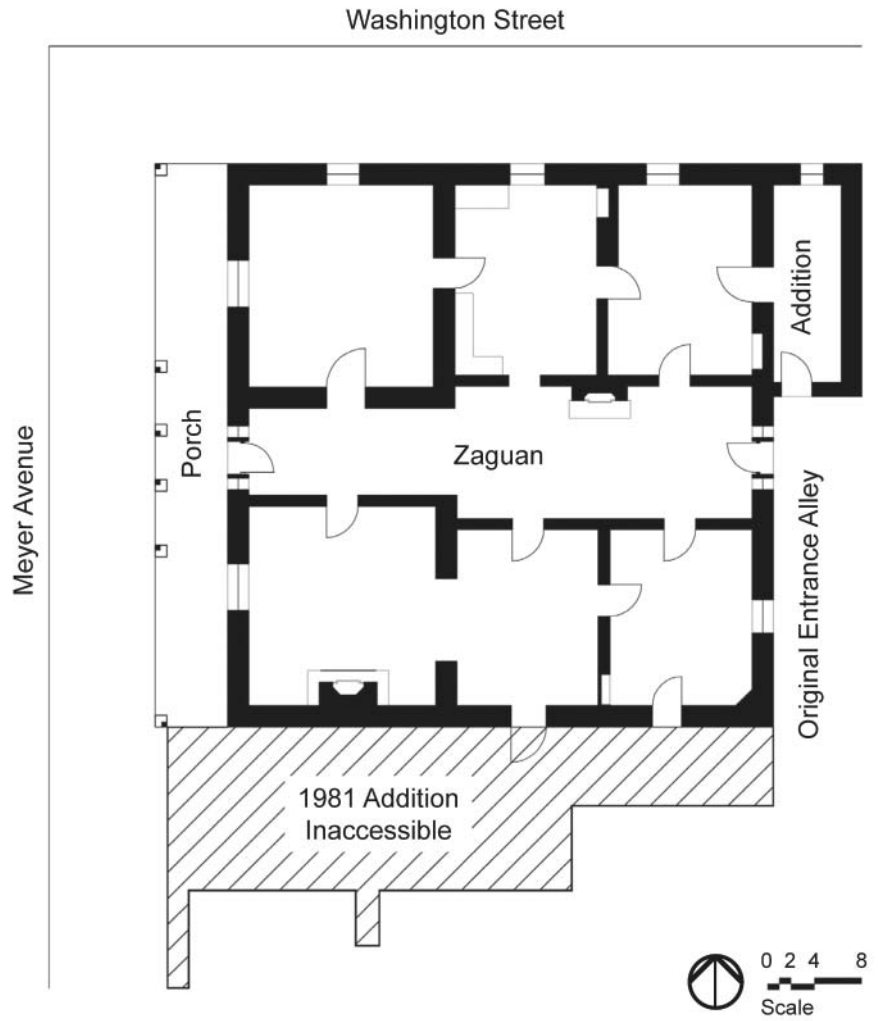 Washington Street
Meyer Avenue
Porch
Zaguan
Addition
Original Entrance Alley
1981 Addition
Inaccessible
0 2 4 8
Scale